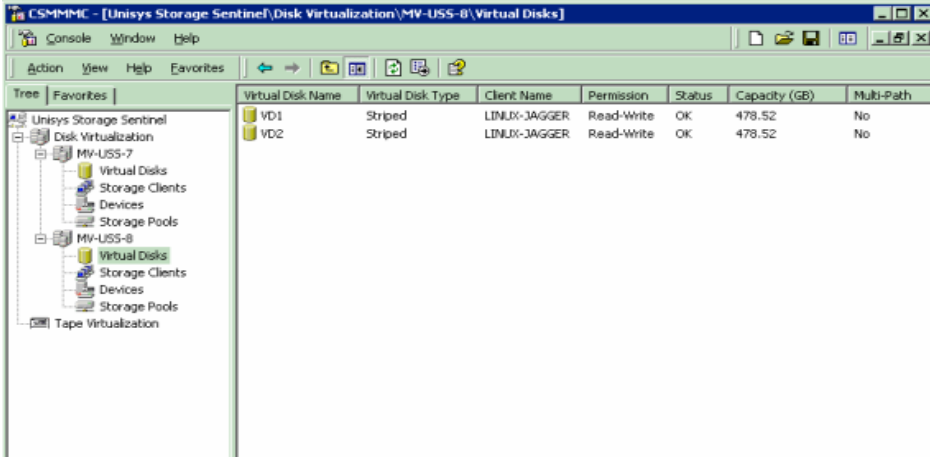 CSMMMC - [Unisys Storage Sentinel\Disk Virtualization\MV-USS-8\Virtual Disks]
Console Window Help
Action View Help Favorites
Tree Favorites
Unisys Storage Sentinel
Disk Virtualization
MV-USS-7
Virtual Disks
Storage Clients
Devices
Storage Pools
MV-USS-8
Virtual Disks
Storage Clients
Devices
Storage Pools
Tape Virtualization
Virtual Disk Name Virtual Disk Type Client Name Permission Status Capacity (GB) Multi-Path
VD1 Striped LINUX-JAGGER Read-Write OK 478.52 No
VD2 Striped LINUX-JAGGER Read-Write OK 478.52 No